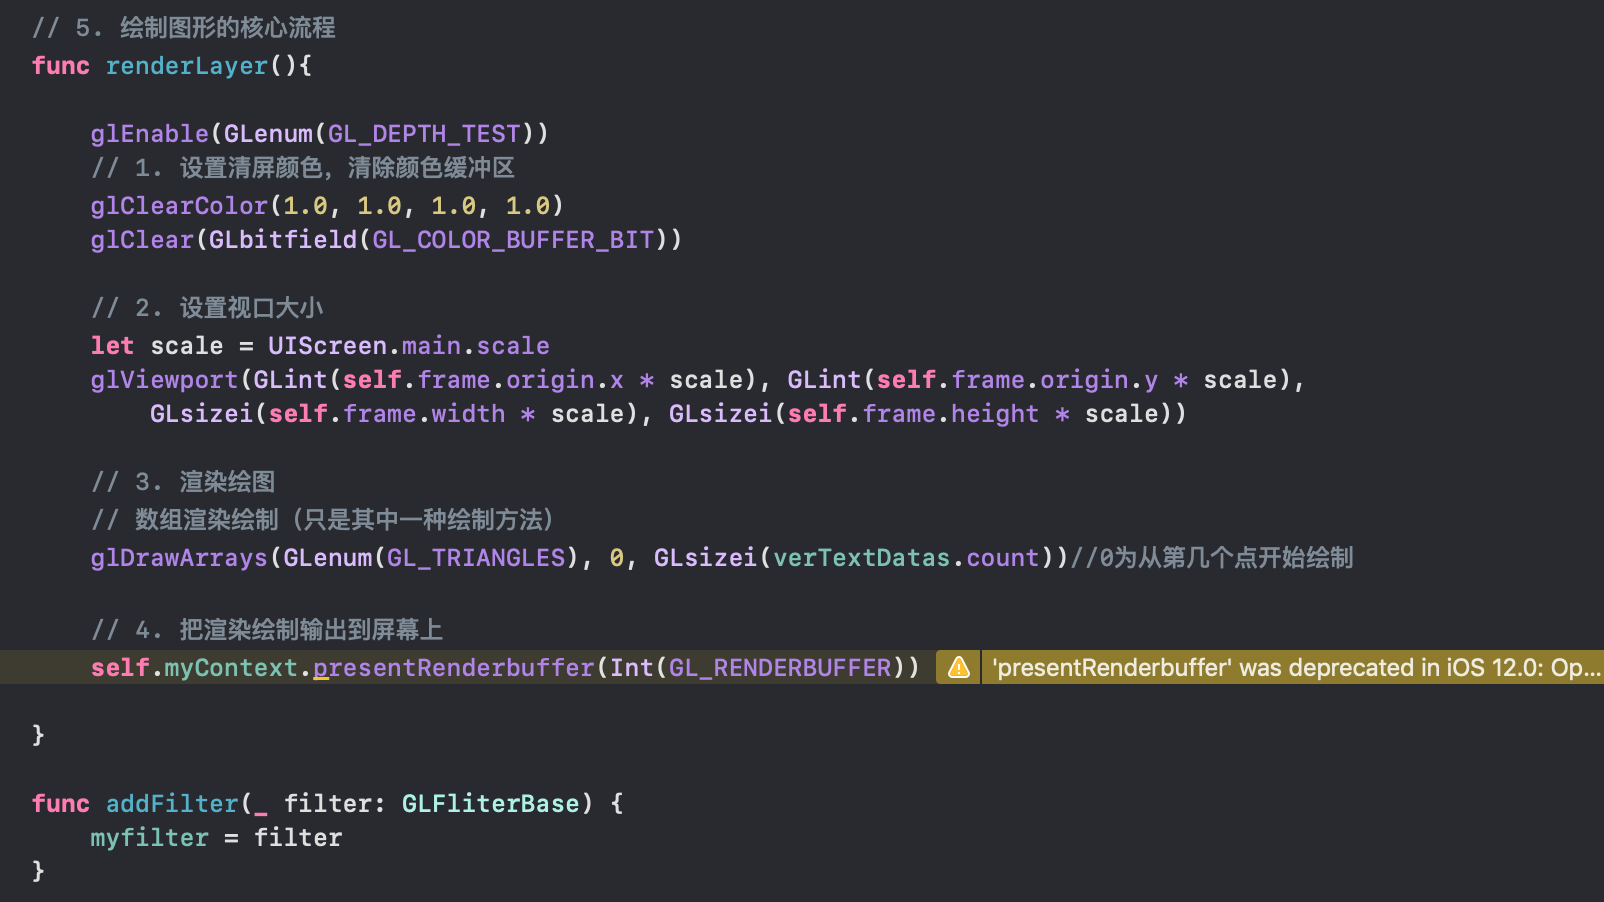 // 5. 绘制图形的核心流程
func renderLayer(){
glEnable(GLenum(GL_DEPTH_TEST))
// 1. 设置清屏颜色，清除颜色缓冲区
glClearColor(1.0, 1.0, 1.0, 1.0)
glClear(GLbitfield(GL_COLOR_BUFFER_BIT))
// 2. 设置视口大小
let scale = UIScreen.main.scale
glViewport(GLint(self.frame.origin.x * scale), GLint(self.frame.origin.y * scale),
GLsizei(self.frame.width * scale), GLsizei(self.frame.height * scale))
// 3. 渲染绘图
// 数组渲染绘制（只是其中一种绘制方法）
glDrawArrays(GLenum(GL_TRIANGLES), 0, GLsizei(verTextDatas.count))//0为从第几个点开始绘制
// 4. 把渲染绘制输出到屏幕上
self.myContext.presentRenderbuffer(Int(GL_RENDERBUFFER)) 'presentRenderbuffer' was deprecated in iOS 12.0: Op...
}
func addFilter(_ filter: GLFliterBase) {
myfilter = filter
}